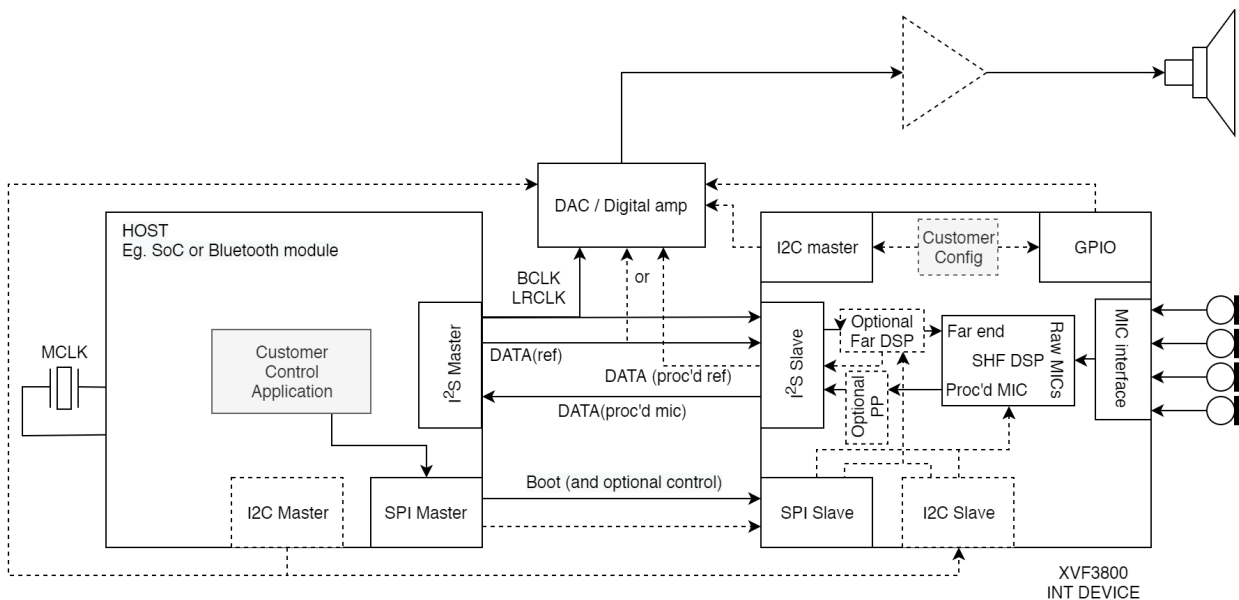 DAC / Digital amp
HOST
Eg. SoC or Bluetooth module
BCLK
LRCLK
or
I2C master
Customer
Config
GPIO
MCLK
Customer
Control
Application
I²S Master
DATA(ref)
DATA (proc'd ref)
DATA(proc'd mic)
I²S Slave
Optional
Far DSP
Optional
PP
Far end
SHF DSP
Proc'd MIC
Raw MICs
MIC interface
I2C Master
SPI Master
Boot (and optional control)
SPI Slave
I2C Slave
XVF3800
INT DEVICE